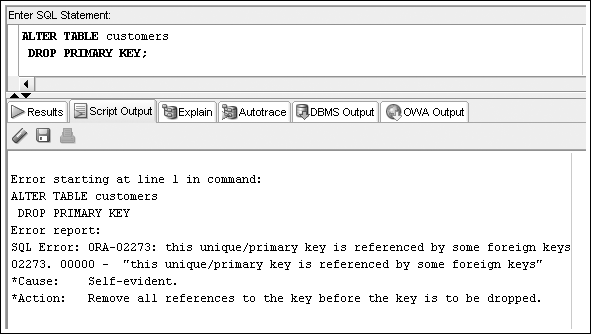 Enter SQL Statement:
ALTER TABLE customers
DROP PRIMARY KEY;
Results Script Output Explain Autotrace DBMS Output OWA Output
Error starting at line 1 in command:
ALTER TABLE customers
DROP PRIMARY KEY
Error report:
SQL Error: ORA-02273: this unique/primary key is referenced by some foreign keys
02273. 00000 - "this unique/primary key is referenced by some foreign keys"
*Cause: Self-evident.
*Action: Remove all references to the key before the key is to be dropped.